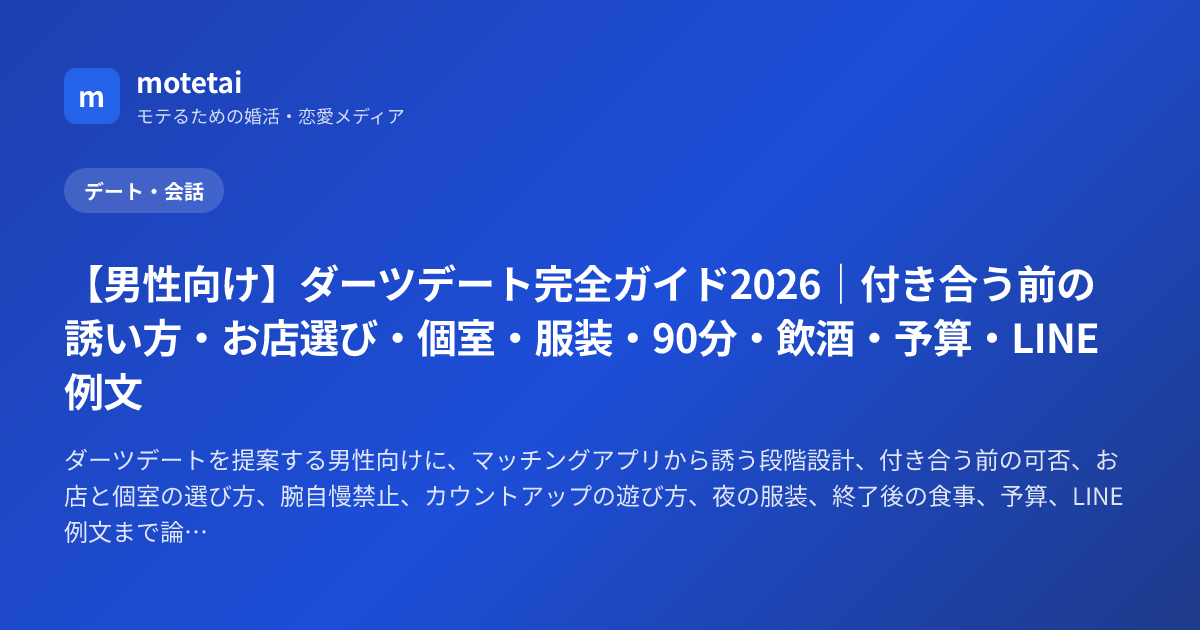 m
motetai
モテるための婚活・恋愛メディア
デート・会話
【男性向け】ダーツデート完全ガイド2026｜付き合う前の
誘い方・お店選び・個室・服装・90分・飲酒・予算・LINE
例文
ダーツデートを提案する男性向けに、マッチングアプリから誘う段階設計、付き合う前の可否、お
店と個室の選び方、腕自慢禁止、カウントアップの遊び方、夜の服装、終了後の食事、予算、LINE
例文まで論…